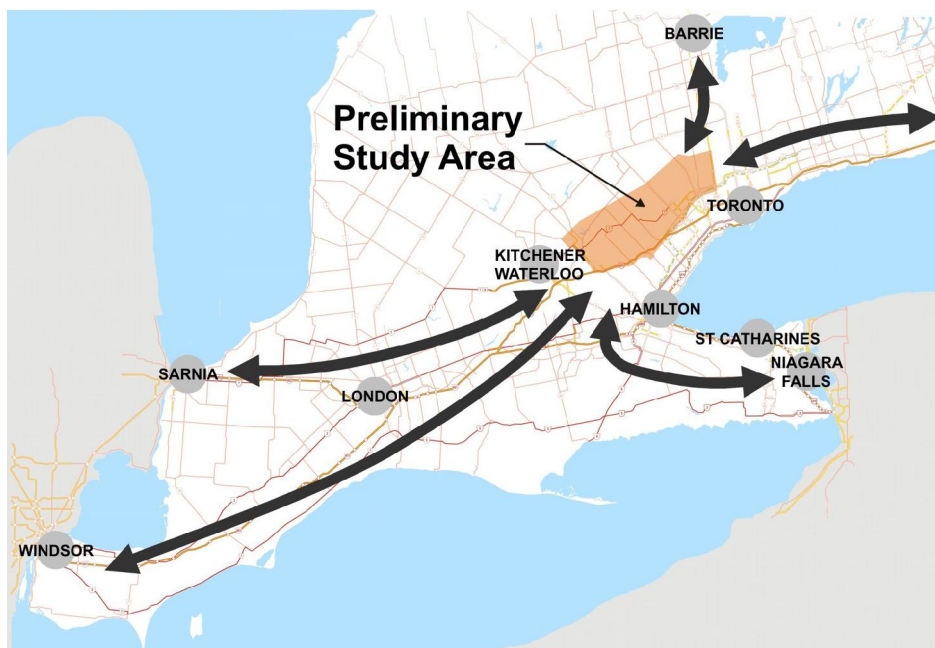 BARRIE
Preliminary
Study Area
TORONTO
KITCHENER
WATERLOO
HAMILTON
ST CATHARINES
NIAGARA
FALLS
SARNIA
LONDON
WINDSOR